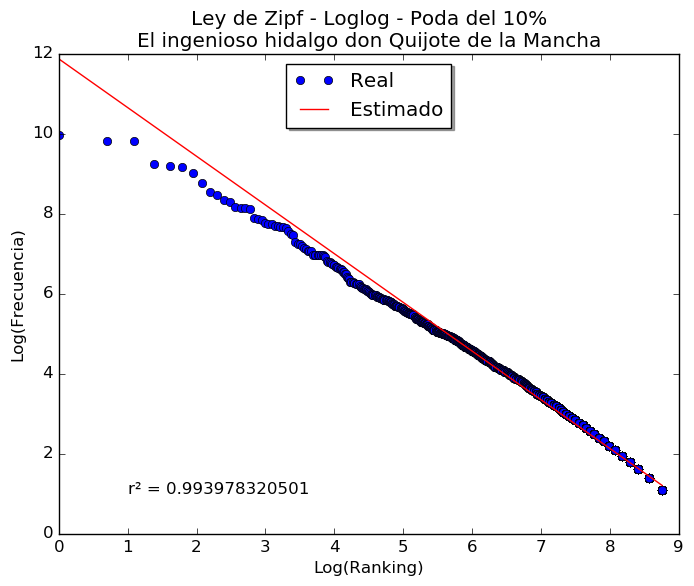 Ley de Zipf - Loglog - Poda del 10%
El ingenioso hidalgo don Quijote de la Mancha
Real
Estimado
12
10
8
6
4
2
0
Log(Frecuencia)
r² = 0.993978320501
0 1 2 3 4 5 6 7 8 9
Log(Ranking)